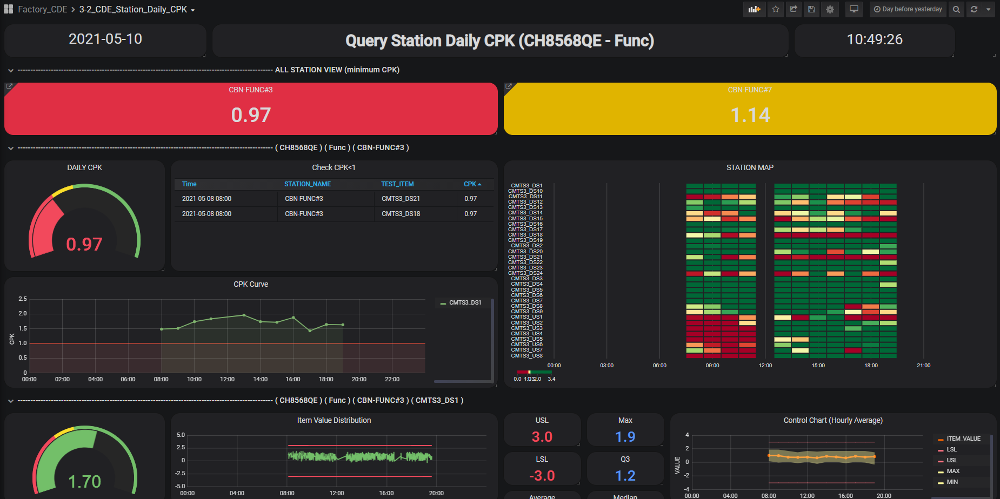 Factory_CDE > 3-2_CDE_Station_Daily_CPK
Day before yesterday
2021-05-10
Query Station Daily CPK (CH8568QE - Func)
10:49:26
ALL STATION VIEW (minimum CPK)
CBN-FUNC#3
0.97
CBN-FUNC#7
1.14
( CH8568QE ) ( Func ) ( CBN-FUNC#3 )
DAILY CPK
0.97
Check CPK<1
Time STATION_NAME TEST_ITEM CPK
2021-05-08 08:00 CBN-FUNC#3 CMTS3_DS21 0.97
2021-05-08 08:00 CBN-FUNC#3 CMTS3_DS18 0.97
CPK Curve
CPK
2.5
2.0
1.5
1.0
0.5
0
00:00 02:00 04:00 06:00 08:00 10:00 12:00 14:00 16:00 18:00 20:00 22:00
CMTS3_DS1
STATION MAP
CMTS3_DS1
CMTS3_DS10
CMTS3_DS11
CMTS3_DS12
CMTS3_DS13
CMTS3_DS14
CMTS3_DS15
CMTS3_DS16
CMTS3_DS17
CMTS3_DS18
CMTS3_DS19
CMTS3_DS2
CMTS3_DS20
CMTS3_DS21
CMTS3_DS22
CMTS3_DS23
CMTS3_DS24
CMTS3_DS3
CMTS3_DS4
CMTS3_DS5
CMTS3_DS6
CMTS3_DS7
CMTS3_DS8
CMTS3_DS9
CMTS3_US1
CMTS3_US2
CMTS3_US3
CMTS3_US4
CMTS3_US5
CMTS3_US6
CMTS3_US7
CMTS3_US8
00:00 03:00 06:00 09:00 12:00 15:00 18:00 21:00
0.0 2.0 3.4
( CH8568QE ) ( Func ) ( CBN-FUNC#3 ) ( CMTS3_DS1 )
1.70
Item Value Distribution
5.0
2.5
0
-2.5
-5.0
00:00 04:00 08:00 12:00 16:00 20:00
USL
3.0
Max
1.9
LSL
-3.0
Q3
1.2
Average
Median
Control Chart (Hourly Average)
VALUE
4
2
0
-2
-4
00:00 04:00 08:00 12:00 16:00 20:00
ITEM_VALUE
LSL
USL
MAX
MIN